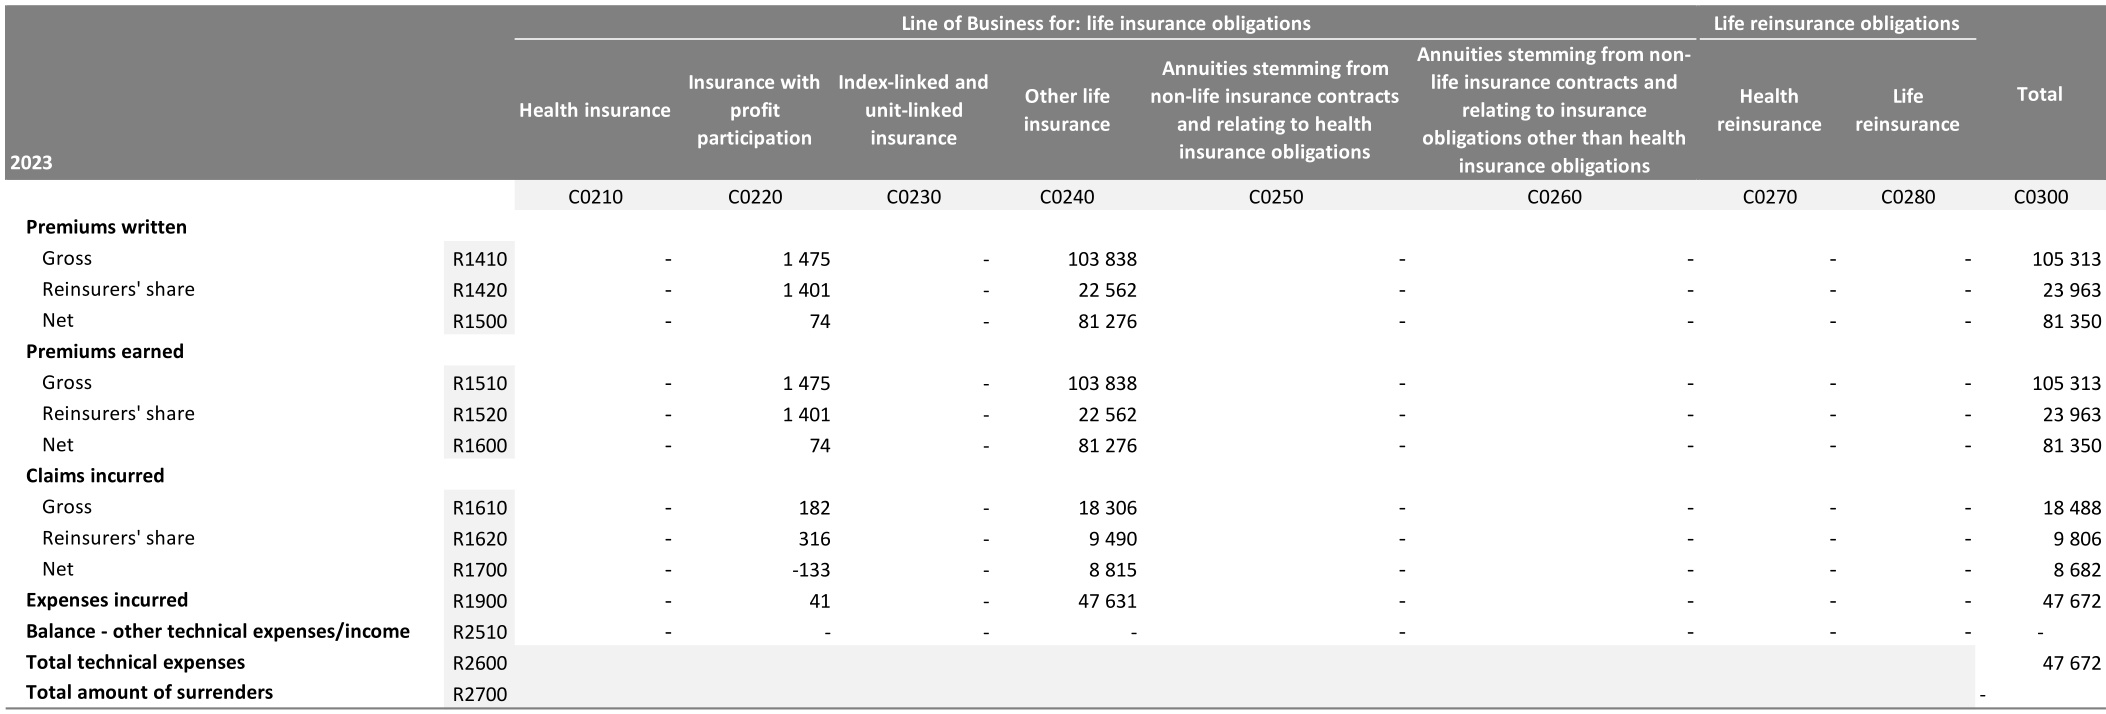 Line of Business for: life insurance obligations Life reinsurance obligations
2023 Health insurance Insurance with profit participation Index-linked and unit-linked insurance Other life insurance Annuities stemming from non-life insurance contracts and relating to health insurance obligations Annuities stemming from non-life insurance contracts and relating to insurance obligations other than health insurance obligations Health reinsurance Life reinsurance Total
C0210 C0220 C0230 C0240 C0250 C0260 C0270 C0280 C0300
Premiums written
Gross R1410 - 1 475 - 103 838 - - - - 105 313
Reinsurers' share R1420 - 1 401 - 22 562 - - - - 23 963
Net R1500 - 74 - 81 276 - - - - 81 350
Premiums earned
Gross R1510 - 1 475 - 103 838 - - - - 105 313
Reinsurers' share R1520 - 1 401 - 22 562 - - - - 23 963
Net R1600 - 74 - 81 276 - - - - 81 350
Claims incurred
Gross R1610 - 182 - 18 306 - - - - 18 488
Reinsurers' share R1620 - 316 - 9 490 - - - - 9 806
Net R1700 - -133 - 8 815 - - - - 8 682
Expenses incurred R1900 - 41 - 47 631 - - - - 47 672
Balance - other technical expenses/income R2510 - - - - - - - - -
Total technical expenses R2600 47 672
Total amount of surrenders R2700 -